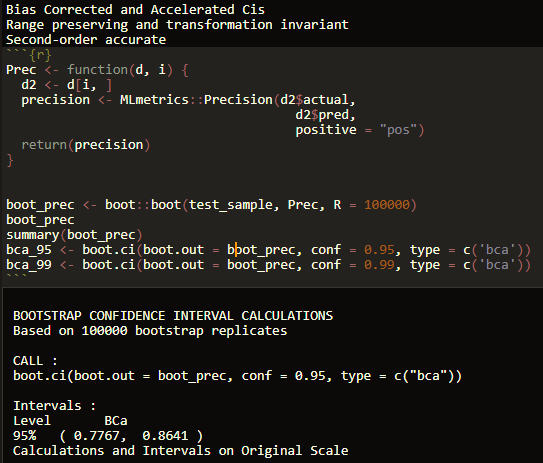 Bias Corrected and Accelerated Cis
Range preserving and transformation invariant
Second-order accurate
```{r}
Prec <- function(d, i) {
  d2 <- d[i, ]
  precision <- MLmetrics::Precision(d2$actual,
                                    d2$pred,
                                    positive = "pos")
  return(precision)
}
boot_prec <- boot::boot(test_sample, Prec, R = 100000)
boot_prec
summary(boot_prec)
bca_95 <- boot.ci(boot.out = boot_prec, conf = 0.95, type = c('bca'))
bca_99 <- boot.ci(boot.out = boot_prec, conf = 0.99, type = c('bca'))
```
BOOTSTRAP CONFIDENCE INTERVAL CALCULATIONS
Based on 100000 bootstrap replicates
CALL :
boot.ci(boot.out = boot_prec, conf = 0.95, type = c("bca"))
Intervals :
Level       BCa
95%   ( 0.7767,  0.8641 )
Calculations and Intervals on Original Scale